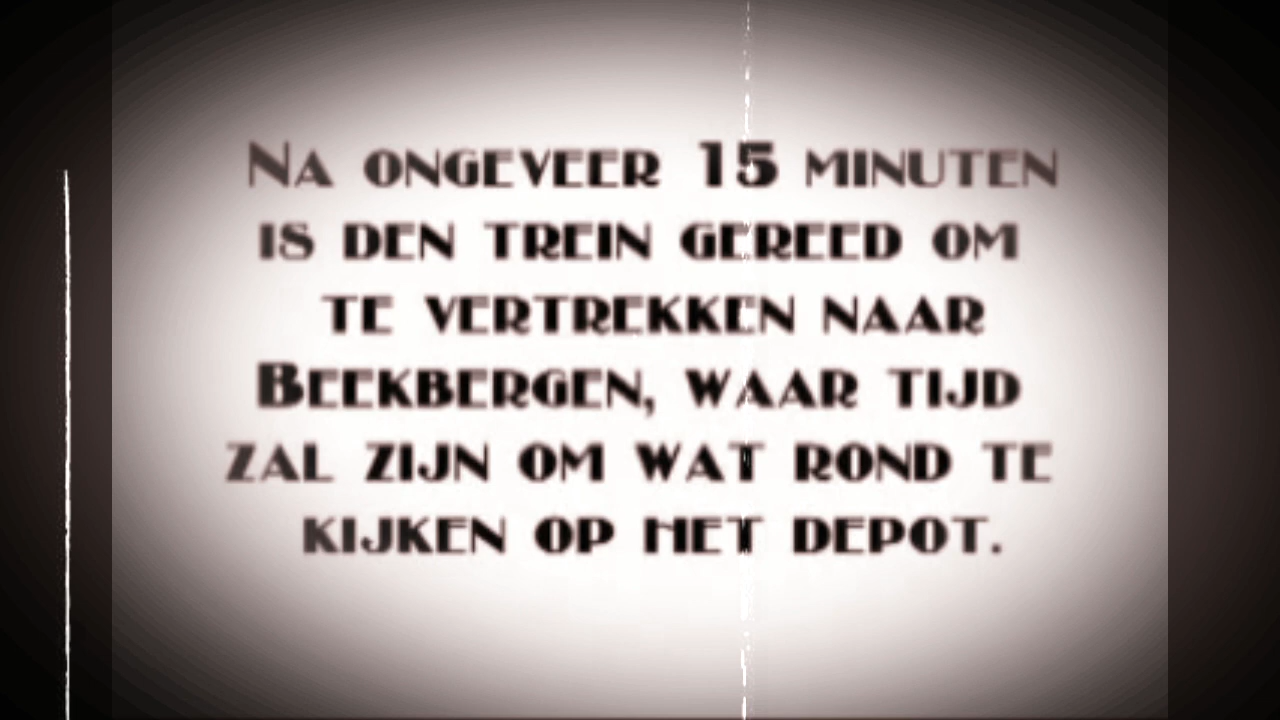 Na ongeveer 15 minuten
is den trein gereed om
te vertrekken naar
Beekbergen, waar tijd
zal zijn om wat rond te
kijken op het depot.